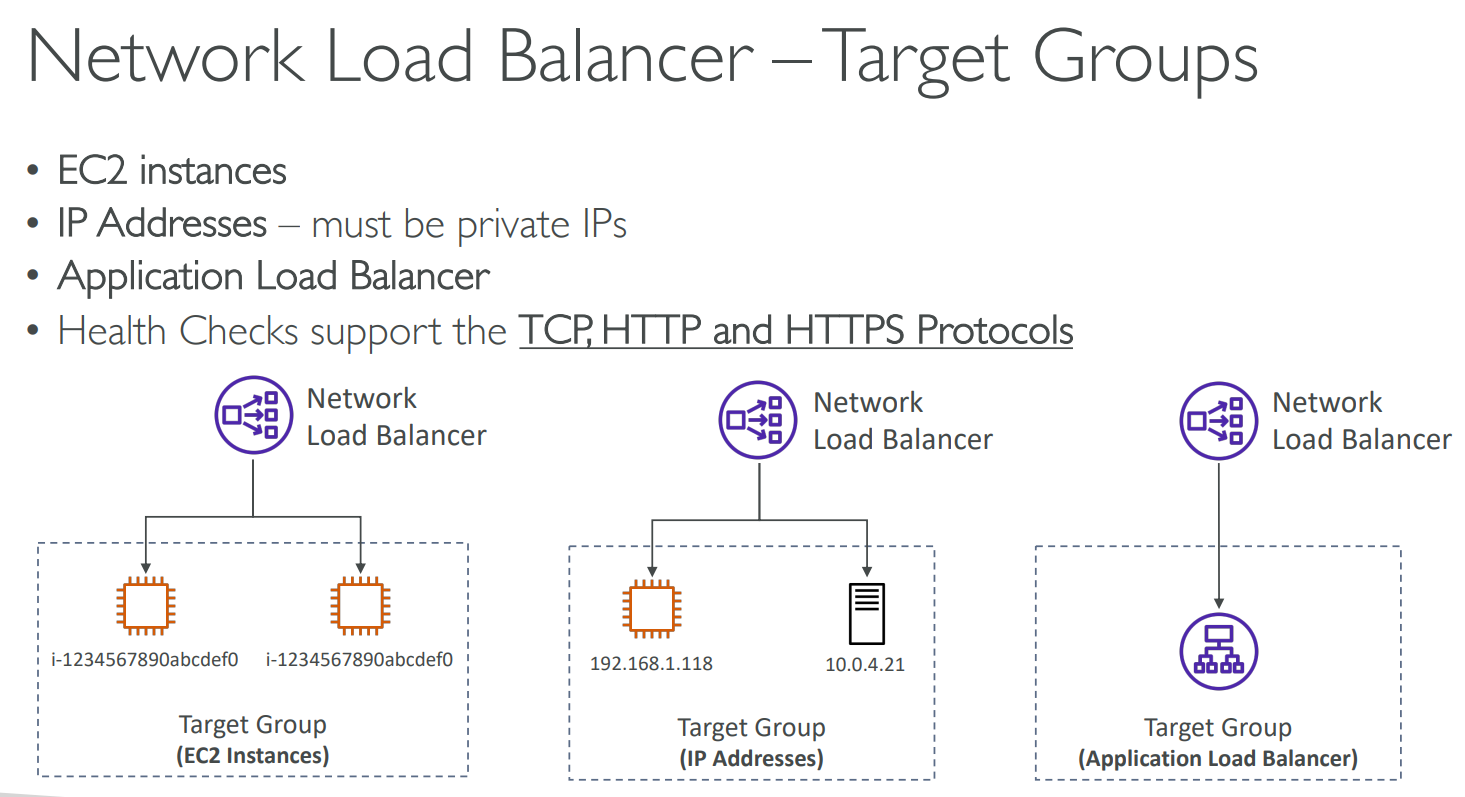 Network Load Balancer – Target Groups
• EC2 instances
• IP Addresses – must be private IPs
• Application Load Balancer
• Health Checks support the TCP, HTTP and HTTPS Protocols
Network
Load Balancer
Network
Load Balancer
Network
Load Balancer
i-1234567890abcdef0
i-1234567890abcdef0
192.168.1.118
10.0.4.21
Target Group
(EC2 Instances)
Target Group
(IP Addresses)
Target Group
(Application Load Balancer)